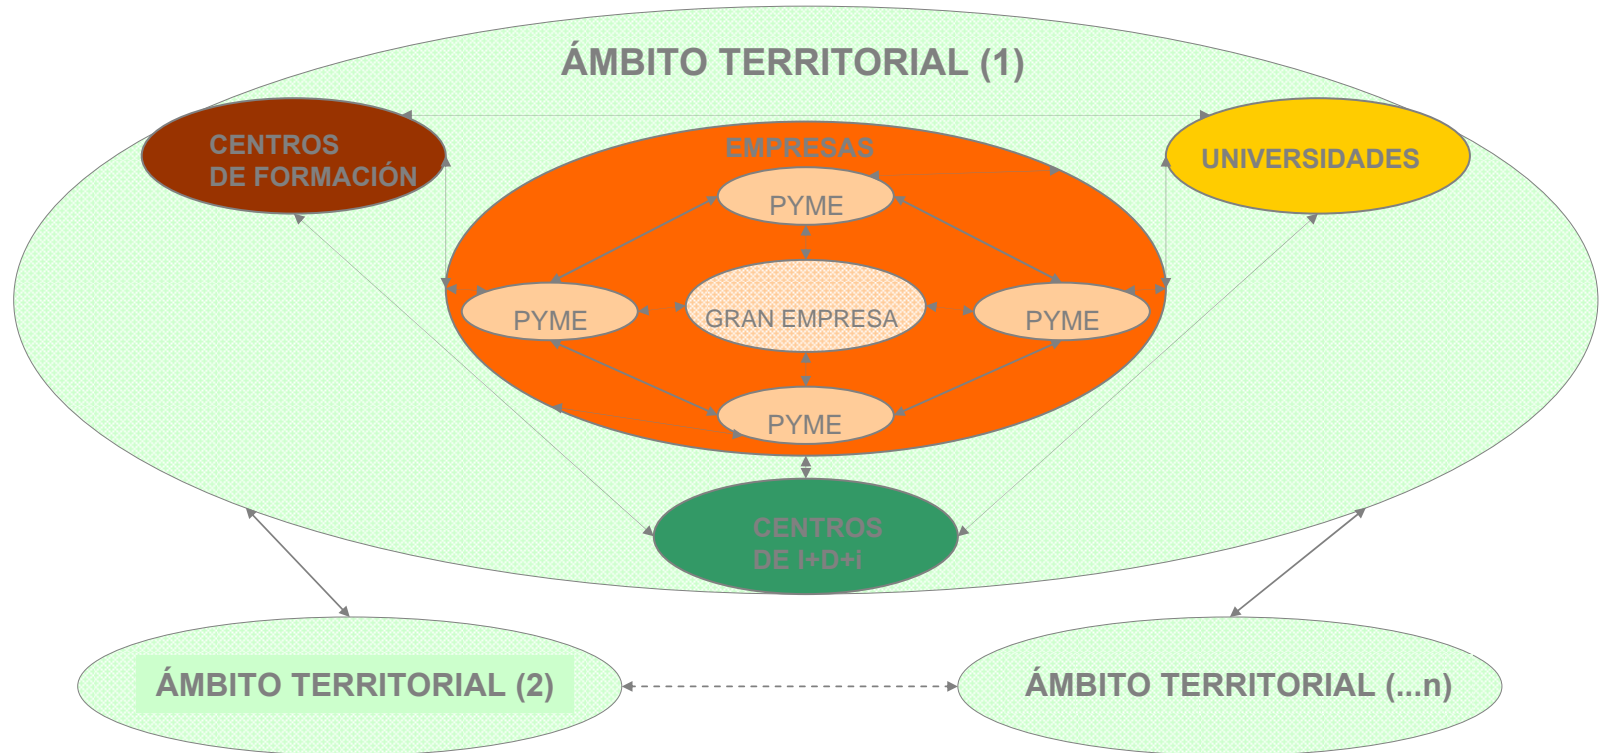 ÁMBITO TERRITORIAL (1)
CENTROS
DE FORMACIÓN
EMPRESAS
UNIVERSIDADES
PYME
PYME
GRAN EMPRESA
PYME
PYME
CENTROS
DE I+D+i
ÁMBITO TERRITORIAL (2)
ÁMBITO TERRITORIAL (...n)